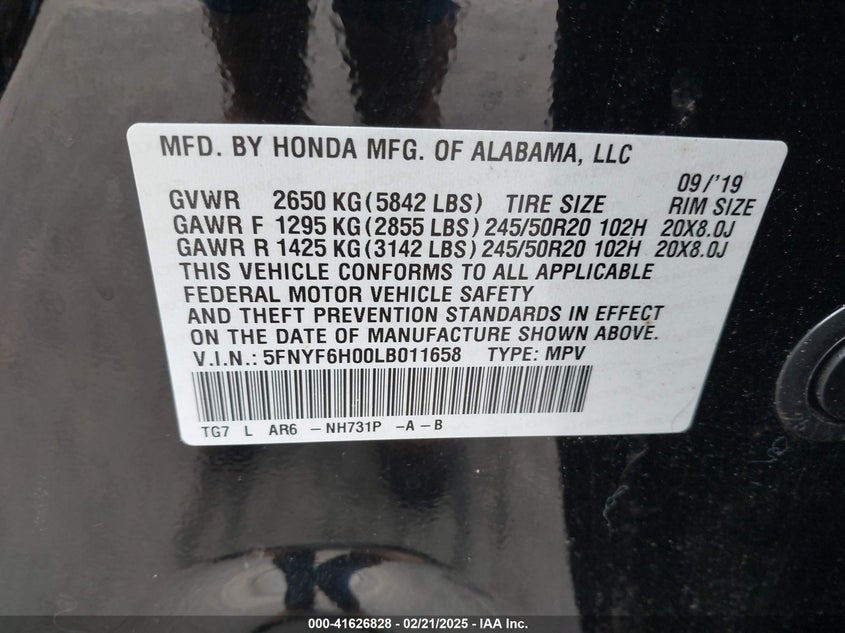 MFD. BY HONDA MFG. OF ALABAMA, LLC
09/'19
GVWR 2650 KG(5842 LBS) TIRE SIZE RIM SIZE
GAWR F 1295 KG(2855 LBS)245/50R20 102H 20X8.0J
GAWR R 1425 KG(3142 LBS)245/50R20 102H 20X8.0J
THIS VEHICLE CONFORMS TO ALL APPLICABLE
FEDERAL MOTOR VEHICLE SAFETY
AND THEFT PREVENTION STANDARDS IN EFFECT
ON THE DATE OF MANUFACTURE SHOWN ABOVE.
V.I.N.: 5FNYF6H00LB011658 TYPE: MPV
TG7 L AR6 -NH731P -A-B
000-41626828 - 02/21/2025 - IAA Inc.